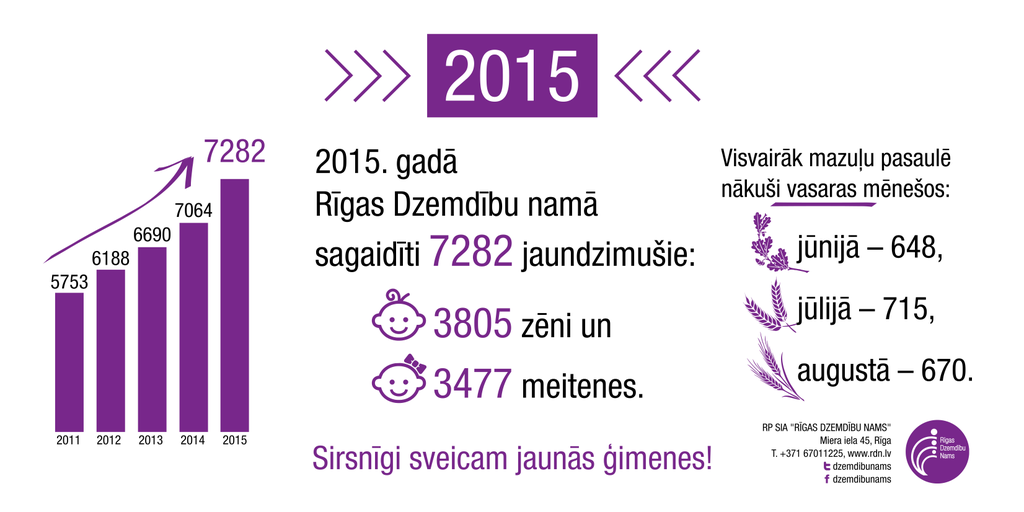 2015
7282
7064
6690
6188
5753
2011 2012 2013 2014 2015
2015. gadā
Rīgas Dzemdību namā
sagaidīti 7282 jaundzimušie:
3805 zēni un
3477 meitenes.
Sirsnīgi sveicam jaunās ģimenes!
Visvairāk mazuļu pasaulē
nākuši vasaras mēnešos:
jūnijā – 648,
jūlijā – 715,
augustā – 670.
RP SIA "RĪGAS DZEMDĪBU NAMS"
Miera iela 45, Rīga
T. +371 67011225, www.rdn.lv
dzemdibunams
dzemdibunams
Rīgas
Dzemdību
Nams